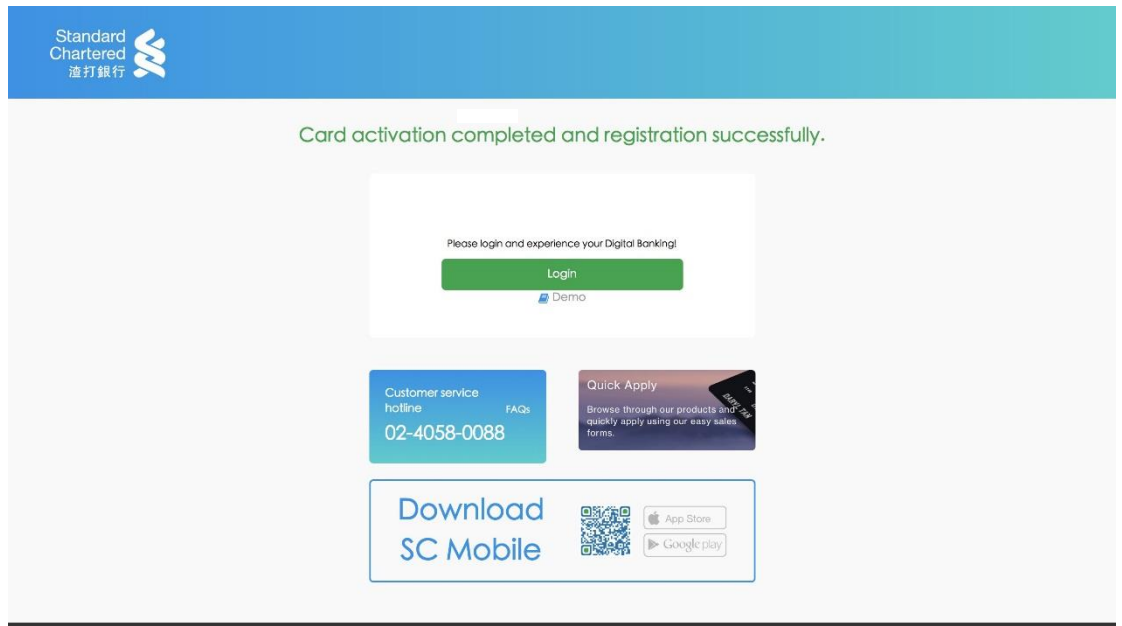 Standard
Chartered
渣打銀行
Card activation completed and registration successfully.
Please login and experience your Digital Banking!
Login
Demo
Customer service
hotline
FAQs
02-4058-0088
Quick Apply
Browse through our products and
quickly apply using our easy sales
forms.
DARYL TAN
Download
SC Mobile
App Store
Google play